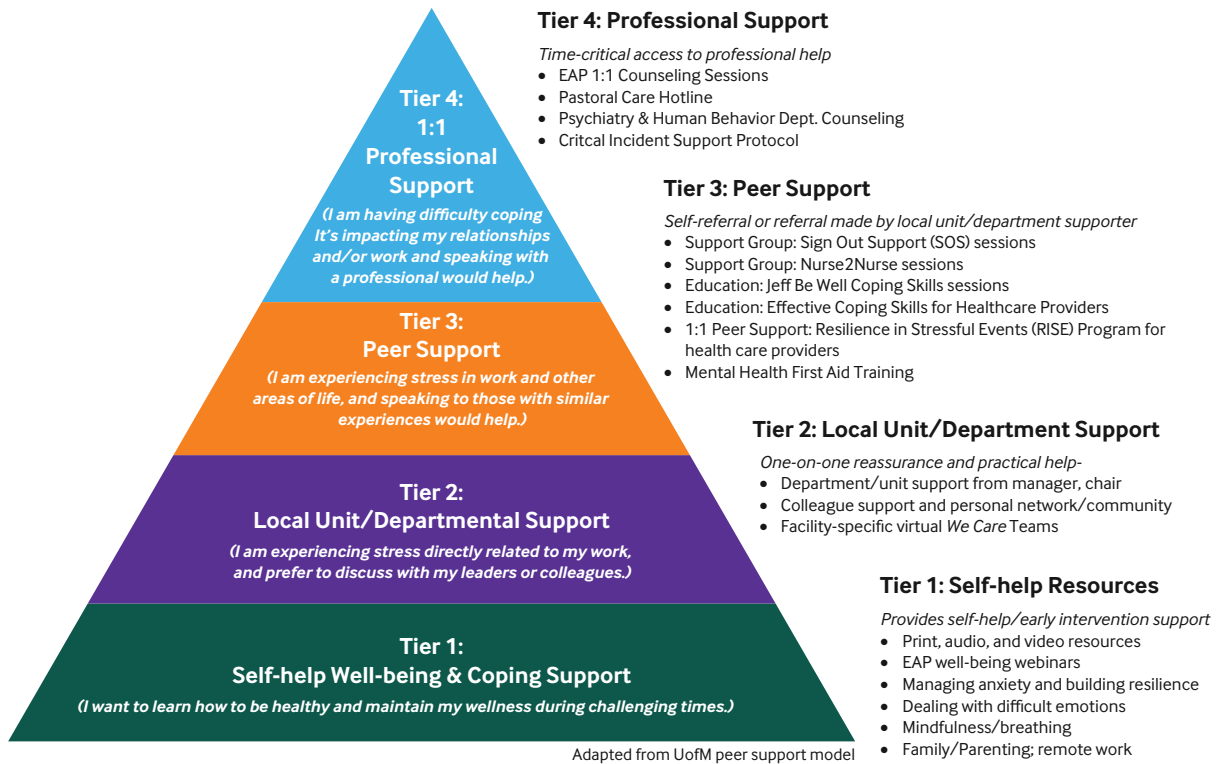 Tier 4: Professional Support
Time-critical access to professional help
• EAP 1:1 Counseling Sessions
• Pastoral Care Hotline
• Psychiatry & Human Behavior Dept. Counseling
• Critcal Incident Support Protocol
Tier 4:
1:1
Professional
Support
(I am having difficulty coping
It's impacting my relationships
and/or work and speaking with
a professional would help.)
Tier 3: Peer Support
Self-referral or referral made by local unit/department supporter
• Support Group: Sign Out Support (SOS) sessions
• Support Group: Nurse2Nurse sessions
• Education: Jeff Be Well Coping Skills sessions
• Education: Effective Coping Skills for Healthcare Providers
• 1:1 Peer Support: Resilience in Stressful Events (RISE) Program for
health care providers
• Mental Health First Aid Training
Tier 3:
Peer Support
(I am experiencing stress in work and other
areas of life, and speaking to those with similar
experiences would help.)
Tier 2: Local Unit/Department Support
One-on-one reassurance and practical help-
• Department/unit support from manager, chair
• Colleague support and personal network/community
• Facility-specific virtual We Care Teams
Tier 2:
Local Unit/Departmental Support
(I am experiencing stress directly related to my work,
and prefer to discuss with my leaders or colleagues.)
Tier 1: Self-help Resources
Provides self-help/early intervention support
• Print, audio, and video resources
• EAP well-being webinars
• Managing anxiety and building resilience
• Dealing with difficult emotions
• Mindfulness/breathing
• Family/Parenting; remote work
Tier 1:
Self-help Well-being & Coping Support
(I want to learn how to be healthy and maintain my wellness during challenging times.)
Adapted from UofM peer support model